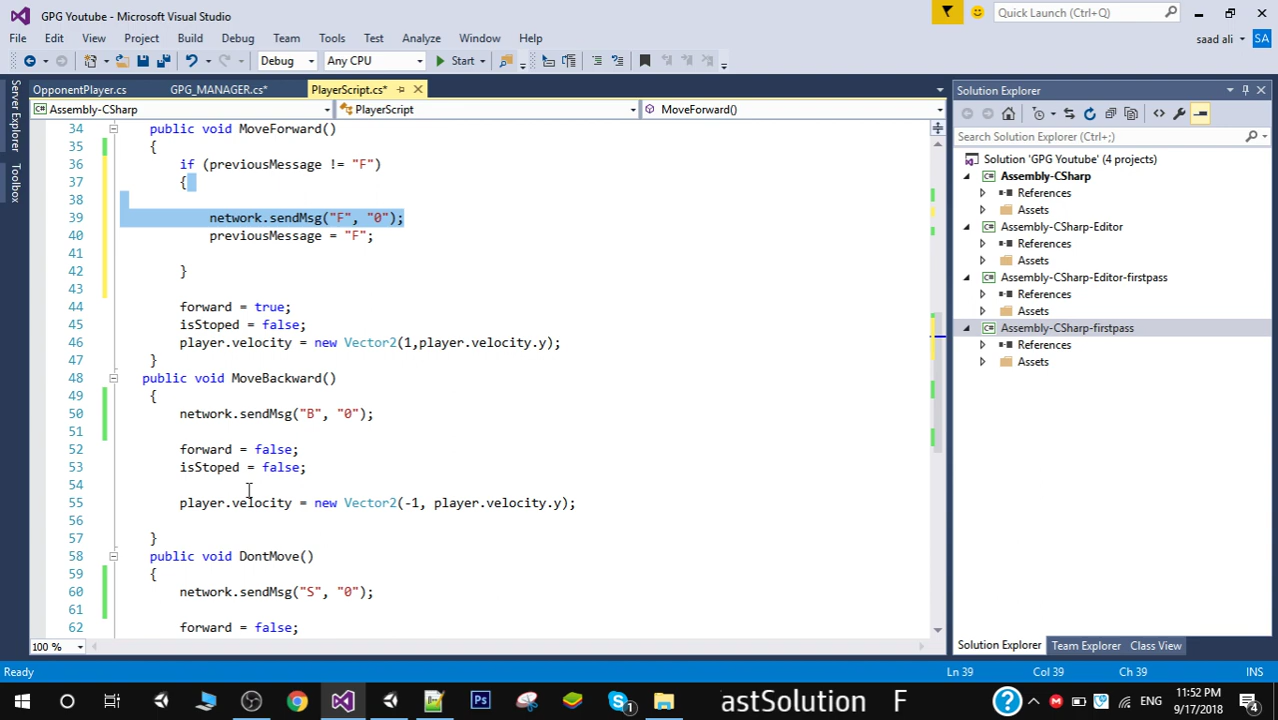 GPG Youtube - Microsoft Visual Studio
Quick Launch (Ctrl+Q)
File Edit View Project Build Debug Team Tools Test Analyze Window Help
saad ali SA
Debug Any CPU Start
OpponentPlayer.cs GPG_MANAGER.cs* PlayerScript.cs*
Assembly-CSharp PlayerScript MoveForward()
Server Explorer
Toolbox
34 public void MoveForward()
35 {
36 if (previousMessage != "F")
37 {
38
39 network.sendMsg("F", "0");
40 previousMessage = "F";
41
42 }
43
44 forward = true;
45 isStoped = false;
46 player.velocity = new Vector2(1,player.velocity.y);
47 }
48 public void MoveBackward()
49 {
50 network.sendMsg("B", "0");
51
52 forward = false;
53 isStoped = false;
54
55 player.velocity = new Vector2(-1, player.velocity.y);
56
57 }
58 public void DontMove()
59 {
60 network.sendMsg("S", "0");
61
62 forward = false;
100 %
Solution Explorer
Search Solution Explorer (Ctrl+;)
Solution 'GPG Youtube' (4 projects)
Assembly-CSharp
References
Assets
Assembly-CSharp-Editor
References
Assets
Assembly-CSharp-Editor-firstpass
References
Assets
Assembly-CSharp-firstpass
References
Assets
Solution Explorer Team Explorer Class View
Ready Ln 39 Col 39 Ch 39 INS
Ps 1 astSolution F ENG 11:52 PM
9/17/2018 4